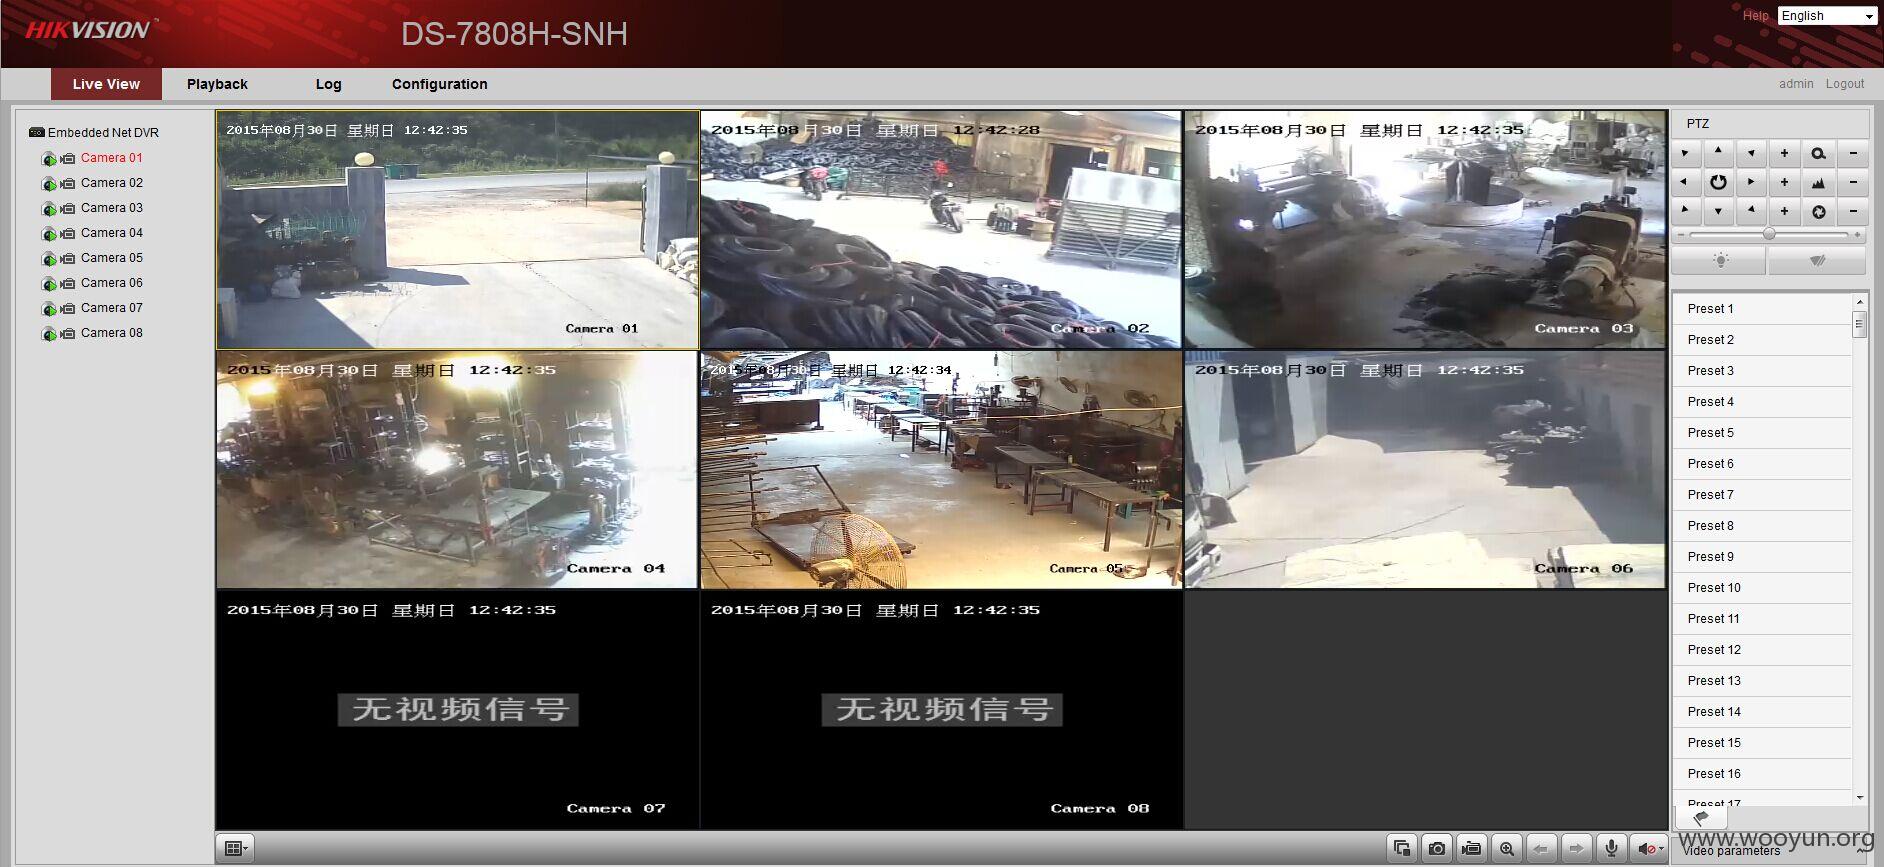 HIKVISION
DS-7808H-SNH
Help English
Live View Playback Log Configuration
admin Logout
Embedded Net DVR
Camera 01
Camera 02
Camera 03
Camera 04
Camera 05
Camera 06
Camera 07
Camera 08
2015年08月30日 星期日 12:42:35
Camera 01
2015年08月30日 星期日 12:42:28
Camera 02
2015年08月30日 星期日 12:42:35
Camera 03
2015年08月30日 星期日 12:42:35
Camera 04
2015年08月30日 星期日 12:42:34
Camera 05
2015年08月30日 星期日 12:42:35
Camera 06
2015年08月30日 星期日 12:42:35
无视频信号
Camera 07
2015年08月30日 星期日 12:42:35
无视频信号
Camera 08
PTZ
Preset 1
Preset 2
Preset 3
Preset 4
Preset 5
Preset 6
Preset 7
Preset 8
Preset 9
Preset 10
Preset 11
Preset 12
Preset 13
Preset 14
Preset 15
Preset 16
Preset 17
Video parameters
www.wooyun.org